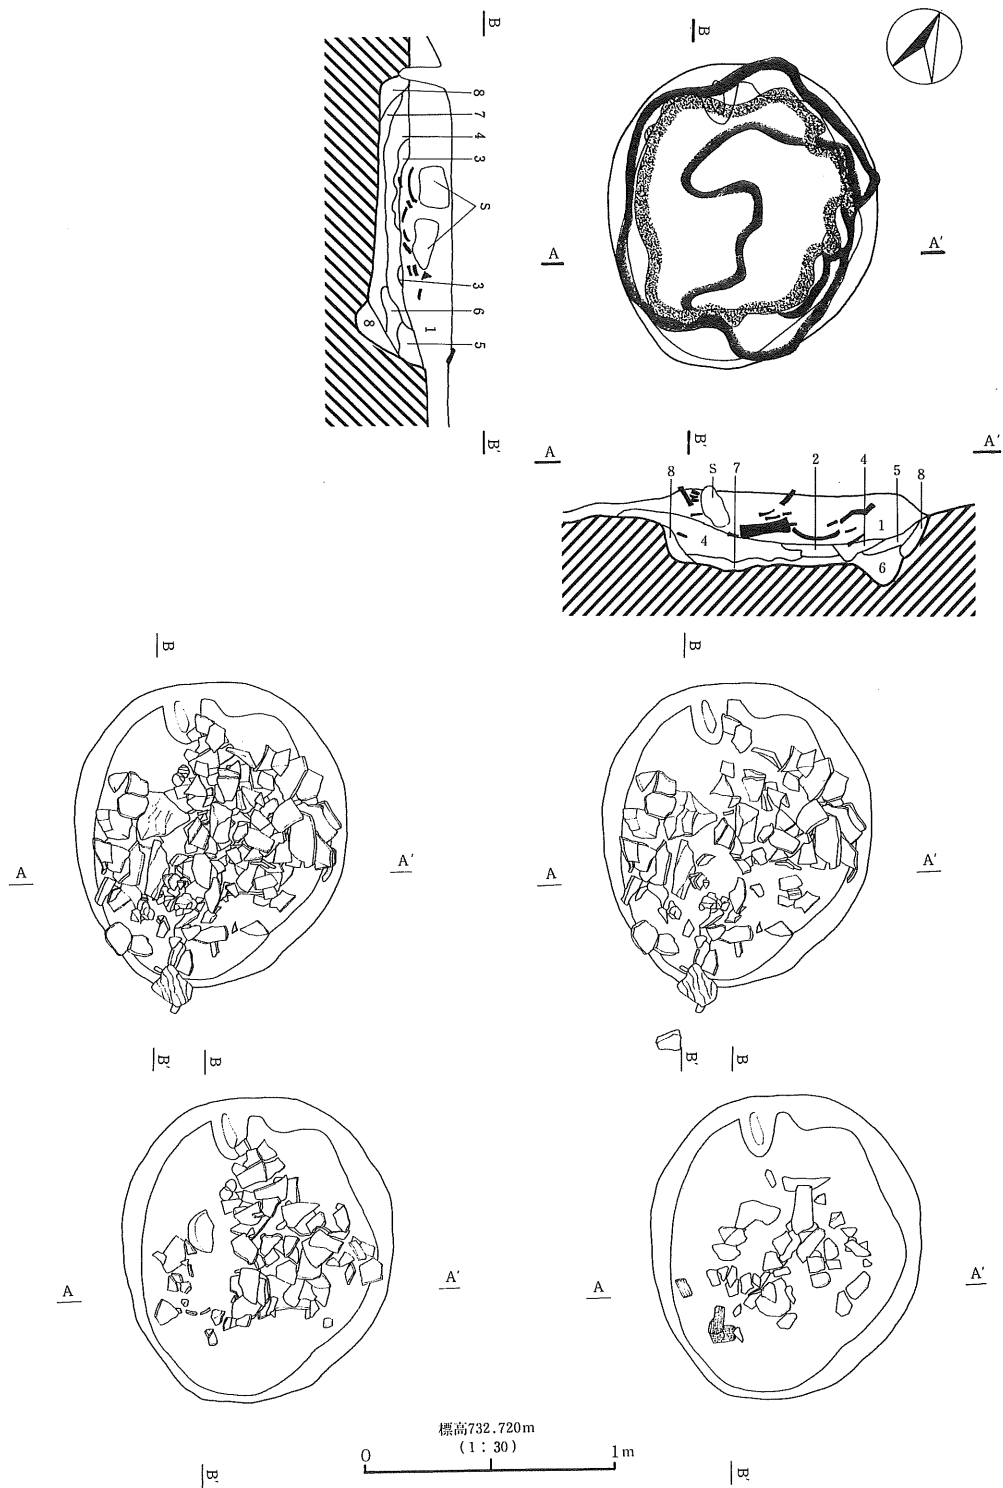 B B
8
7
4
3
S
3
6
1
8
5
A A'
B' B'
A A'
8 S 7 2 4 5 8
4 1
6
B B
A A' A A'
B' B B' B
A A' A A'
標高732.720m
(1:30)
0 1m
B' B'